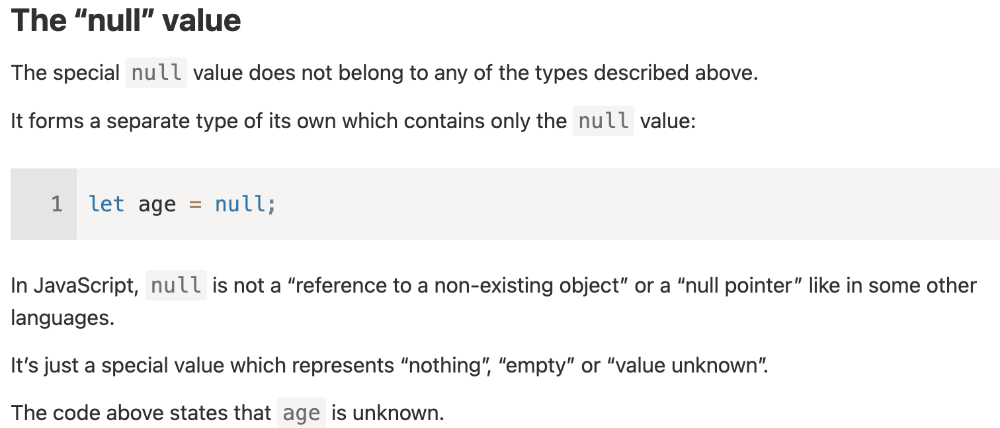 The “null” value
The special null value does not belong to any of the types described above.
It forms a separate type of its own which contains only the null value:
1 let age = null;
In JavaScript, null is not a “reference to a non-existing object” or a “null pointer” like in some other
languages.
It’s just a special value which represents “nothing”, “empty” or “value unknown”.
The code above states that age is unknown.